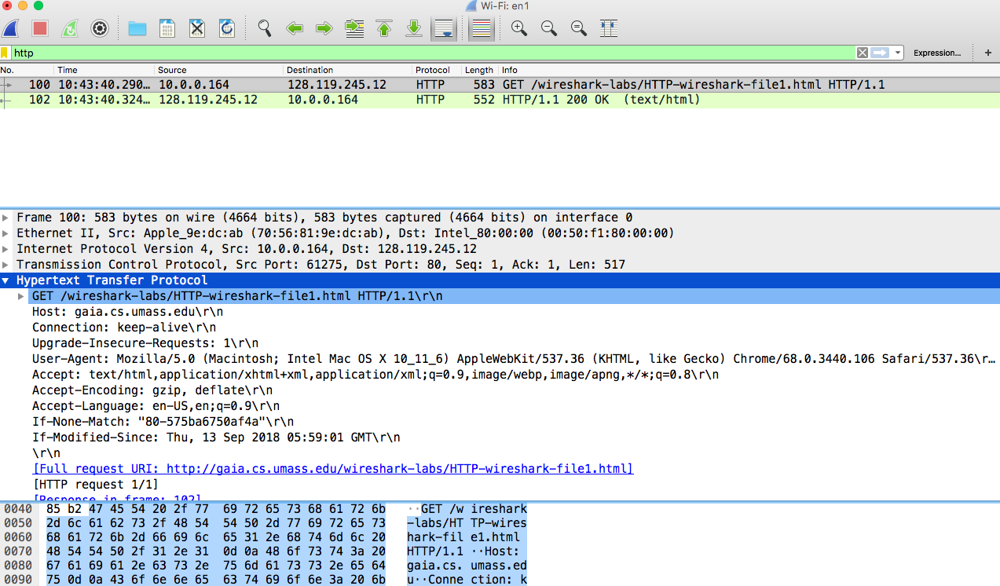 Wi-Fi: en1
http
Expression...
+
No. Time Source Destination Protocol Length Info
100 10:43:40.290... 10.0.0.164 128.119.245.12 HTTP 583 GET /wireshark-labs/HTTP-wireshark-file1.html HTTP/1.1
102 10:43:40.324... 128.119.245.12 10.0.0.164 HTTP 552 HTTP/1.1 200 OK (text/html)
Frame 100: 583 bytes on wire (4664 bits), 583 bytes captured (4664 bits) on interface 0
Ethernet II, Src: Apple_9e:dc:ab (70:56:81:9e:dc:ab), Dst: Intel_80:00:00 (00:50:f1:80:00:00)
Internet Protocol Version 4, Src: 10.0.0.164, Dst: 128.119.245.12
Transmission Control Protocol, Src Port: 61275, Dst Port: 80, Seq: 1, Ack: 1, Len: 517
Hypertext Transfer Protocol
GET /wireshark-labs/HTTP-wireshark-file1.html HTTP/1.1\r\n
Host: gaia.cs.umass.edu\r\n
Connection: keep-alive\r\n
Upgrade-Insecure-Requests: 1\r\n
User-Agent: Mozilla/5.0 (Macintosh; Intel Mac OS X 10_11_6) AppleWebKit/537.36 (KHTML, like Gecko) Chrome/68.0.3440.106 Safari/537.36\r...
Accept: text/html,application/xhtml+xml,application/xml;q=0.9,image/webp,image/apng,*/*;q=0.8\r\n
Accept-Encoding: gzip, deflate\r\n
Accept-Language: en-US,en;q=0.9\r\n
If-None-Match: "80-575ba6750af4a"\r\n
If-Modified-Since: Thu, 13 Sep 2018 05:59:01 GMT\r\n
\r\n
[Full request URI: http://gaia.cs.umass.edu/wireshark-labs/HTTP-wireshark-file1.html]
[HTTP request 1/1]
[Response in frame: 102]
0040 85 b2 47 45 54 20 2f 77 69 72 65 73 68 61 72 6b ··GET /w ireshark
0050 2d 6c 61 62 73 2f 48 54 54 50 2d 77 69 72 65 73 -labs/HT TP-wires
0060 68 61 72 6b 2d 66 69 6c 65 31 2e 68 74 6d 6c 20 hark-fil e1.html
0070 48 54 54 50 2f 31 2e 31 0d 0a 48 6f 73 74 3a 20 HTTP/1.1 ··Host:
0080 67 61 69 61 2e 63 73 2e 75 6d 61 73 73 2e 65 64 gaia.cs. umass.ed
0090 75 0d 0a 43 6f 6e 6e 65 63 74 69 6f 6e 3a 20 6b u··Conne ction: k